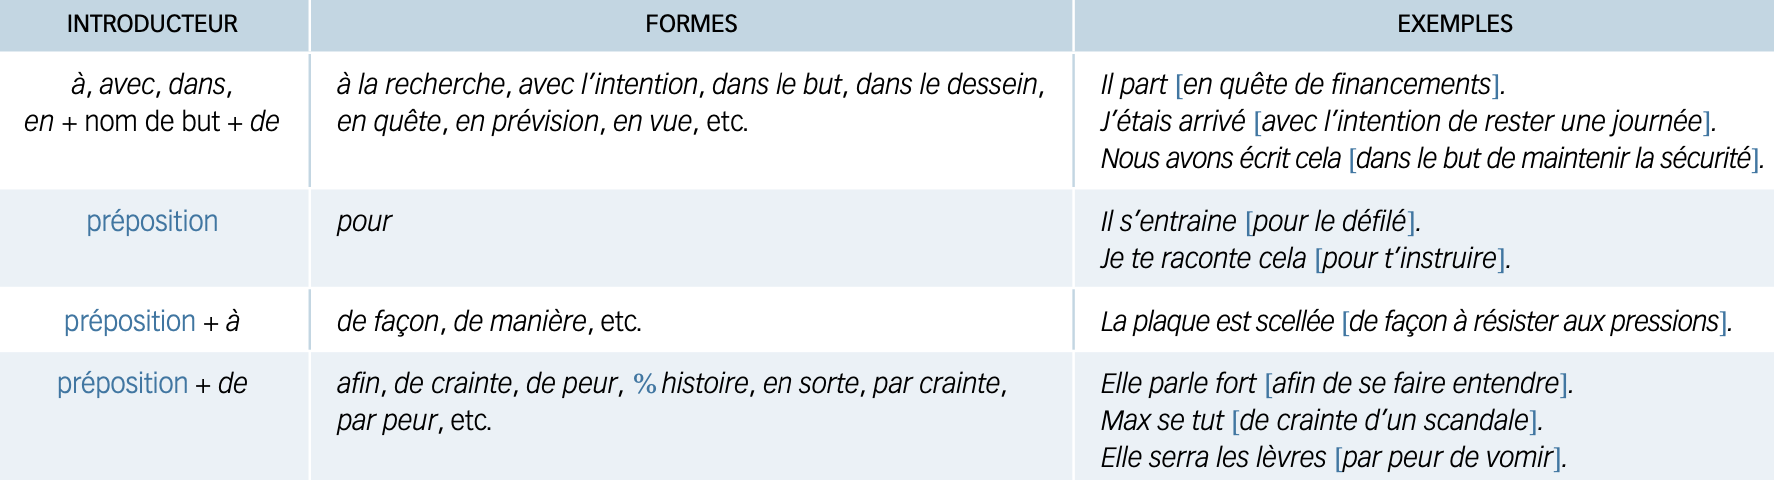 INTRODUCTEUR FORMES EXEMPLES
à, avec, dans, à la recherche, avec l’intention, dans le but, dans le dessein, Il part [en quête de financements].
en + nom de but + de en quête, en prévision, en vue, etc. J’étais arrivé [avec l’intention de rester une journée].
Nous avons écrit cela [dans le but de maintenir la sécurité].
préposition pour Il s’entraine [pour le défilé].
Je te raconte cela [pour t’instruire].
préposition + à de façon, de manière, etc. La plaque est scellée [de façon à résister aux pressions].
préposition + de afin, de crainte, de peur, % histoire, en sorte, par crainte, Elle parle fort [afin de se faire entendre].
par peur, etc. Max se tut [de crainte d’un scandale].
Elle serra les lèvres [par peur de vomir].